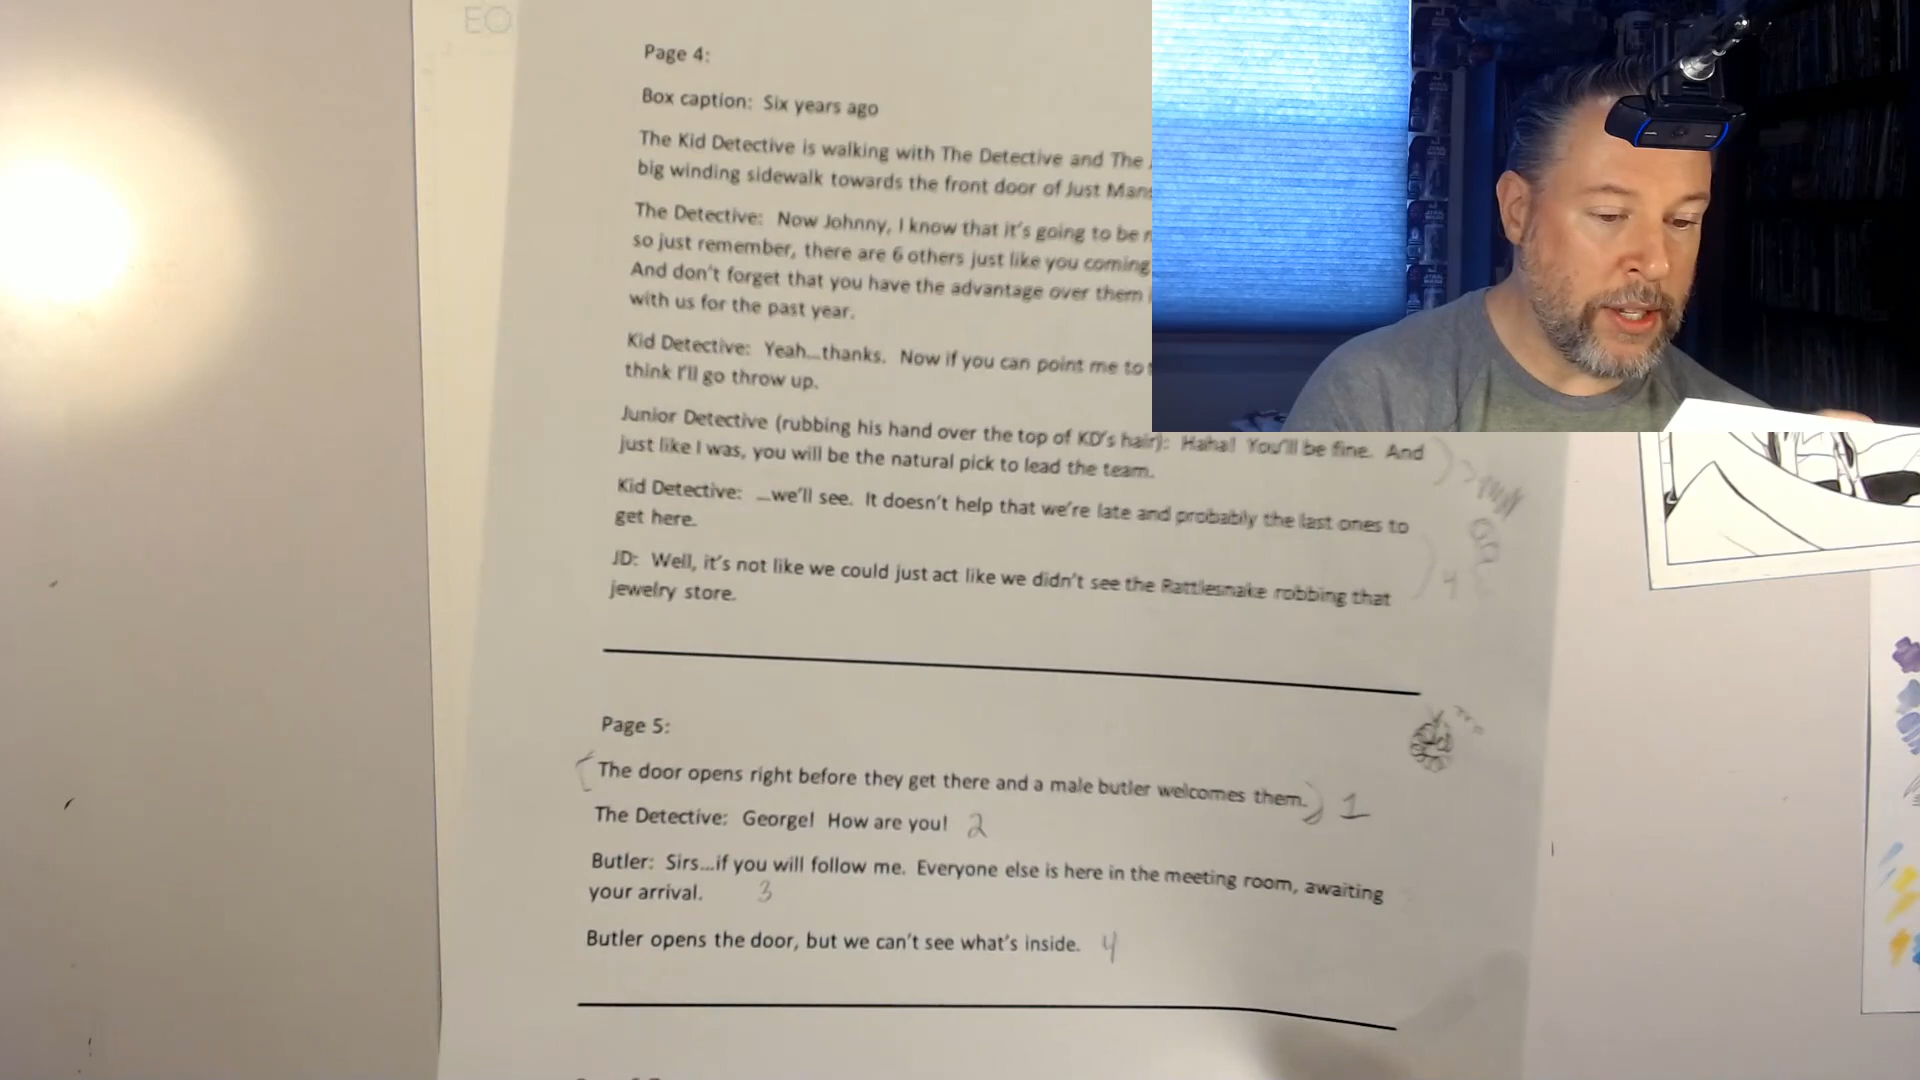 EO
Page 4:
Box caption: Six years ago
The Kid Detective is walking with The Detective and The
big winding sidewalk towards the front door of Just
The Detective: Now Johnny, I know that it's going to be
so just remember, there are 6 others just like you coming
And don't forget that you have the advantage over them
with us for the past year.
Kid Detective: Yeah...thanks. Now if you can point me to
think I'll go throw up.
Junior Detective (rubbing his hand over the top of KD's hair): Haha! You'll be fine. And
just like I was, you will be the natural pick to lead the team.
Kid Detective: ...we'll see. It doesn't help that we're late and probably the last ones to
get here.
JD: Well, it's not like we could just act like we didn't see the Rattlesnake robbing that
jewelry store.
4
Page 5:
The door opens right before they get there and a male butler welcomes them. 1
The Detective: George! How are you! 2
Butler: Sirs...if you will follow me. Everyone else is here in the meeting room, awaiting
your arrival. 3
Butler opens the door, but we can't see what's inside. 4